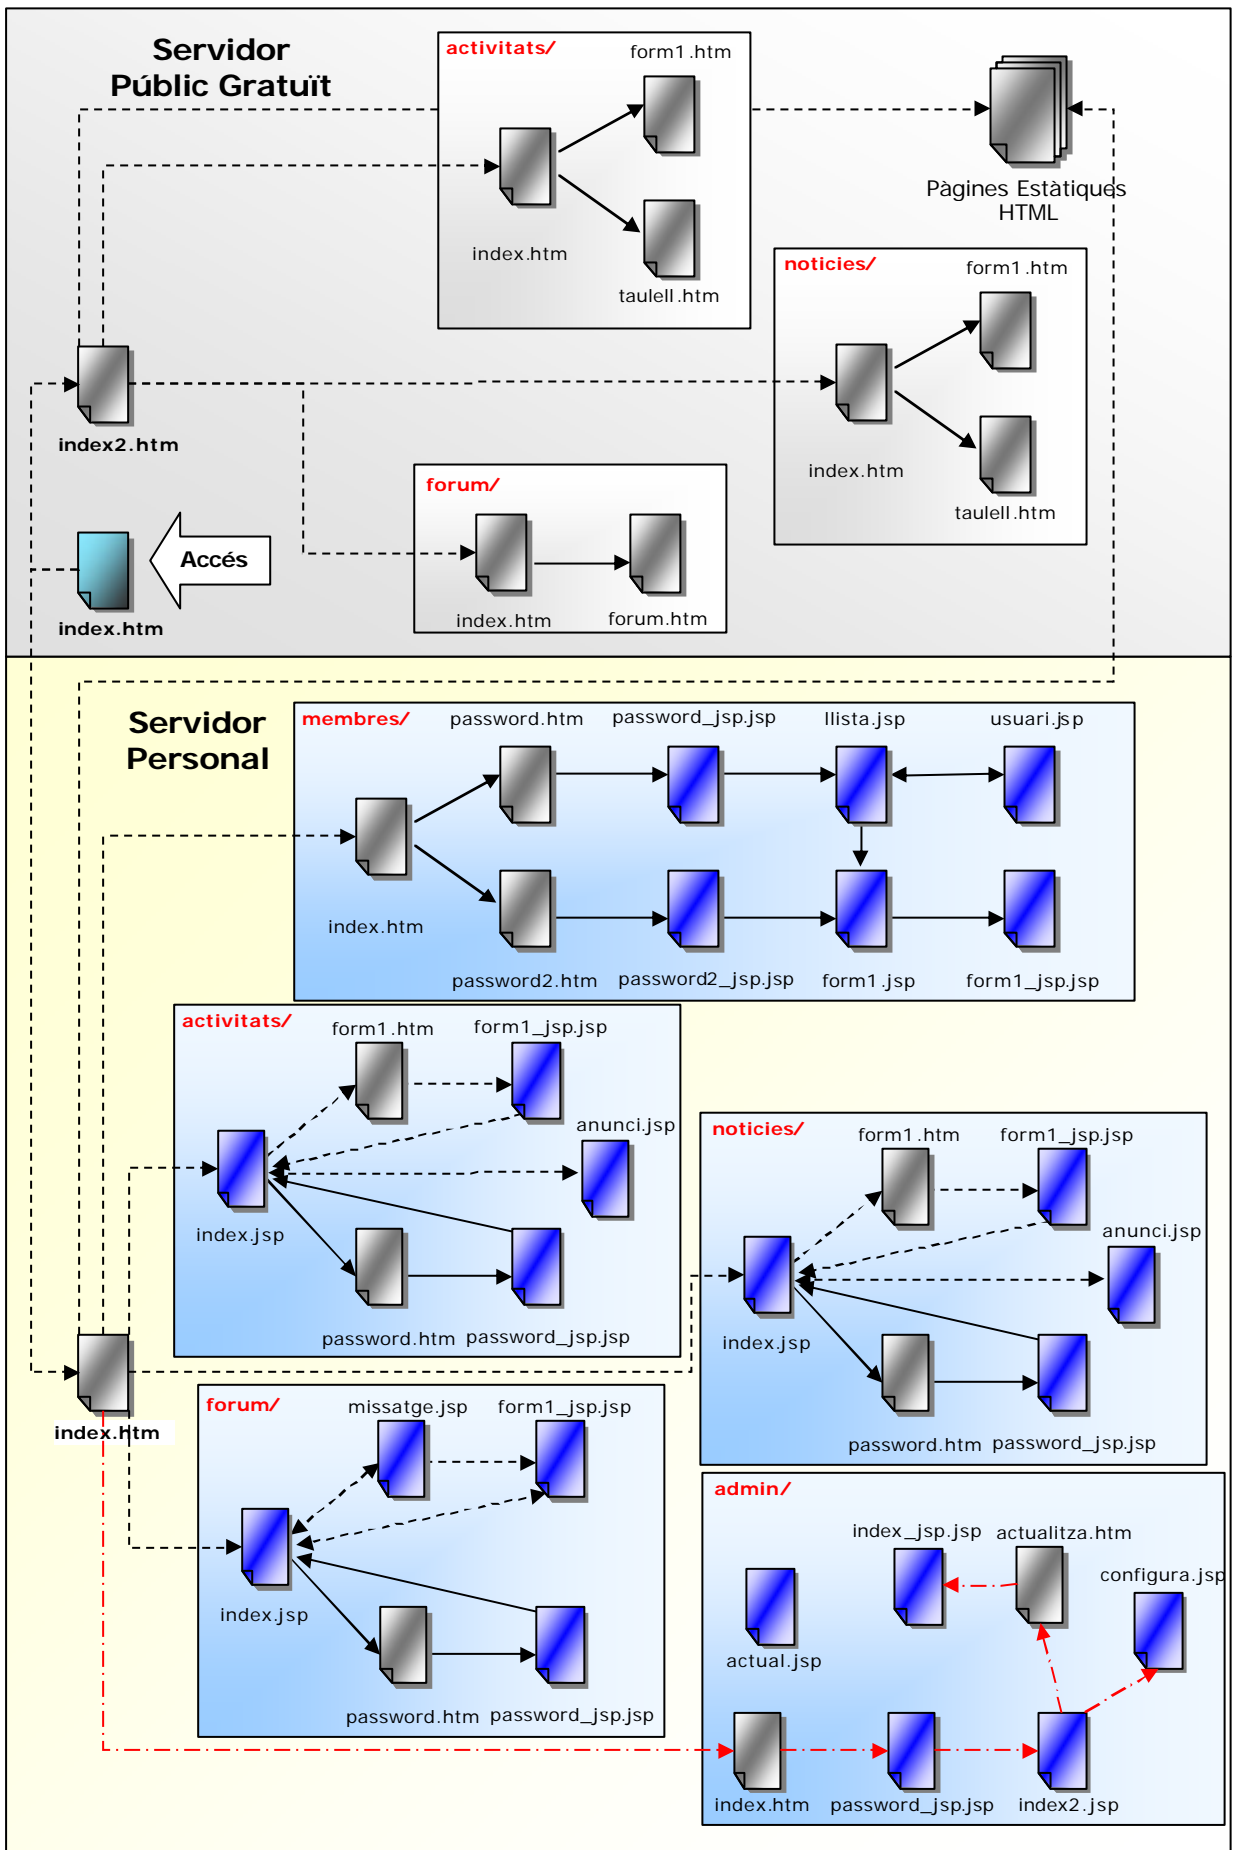 Servidor
Públic Gratuït
activitats/
form1.htm
index.htm
taulell.htm
Pàgines Estàtiques
HTML
noticies/
form1.htm
index.htm
taulell.htm
index2.htm
forum/
index.htm
forum.htm
Accés
index.htm
Servidor
Personal
membres/
password.htm
password_jsp.jsp
llista.jsp
usuari.jsp
index.htm
password2.htm
password2_jsp.jsp
form1.jsp
form1_jsp.jsp
activitats/
form1.htm
form1_jsp.jsp
anunci.jsp
index.jsp
password.htm
password_jsp.jsp
noticies/
form1.htm
form1_jsp.jsp
anunci.jsp
index.jsp
password.htm
password_jsp.jsp
index.htm
forum/
missatge.jsp
form1_jsp.jsp
index.jsp
password.htm
password_jsp.jsp
admin/
index_jsp.jsp
actualitza.htm
configura.jsp
actual.jsp
index.htm
password_jsp.jsp
index2.jsp